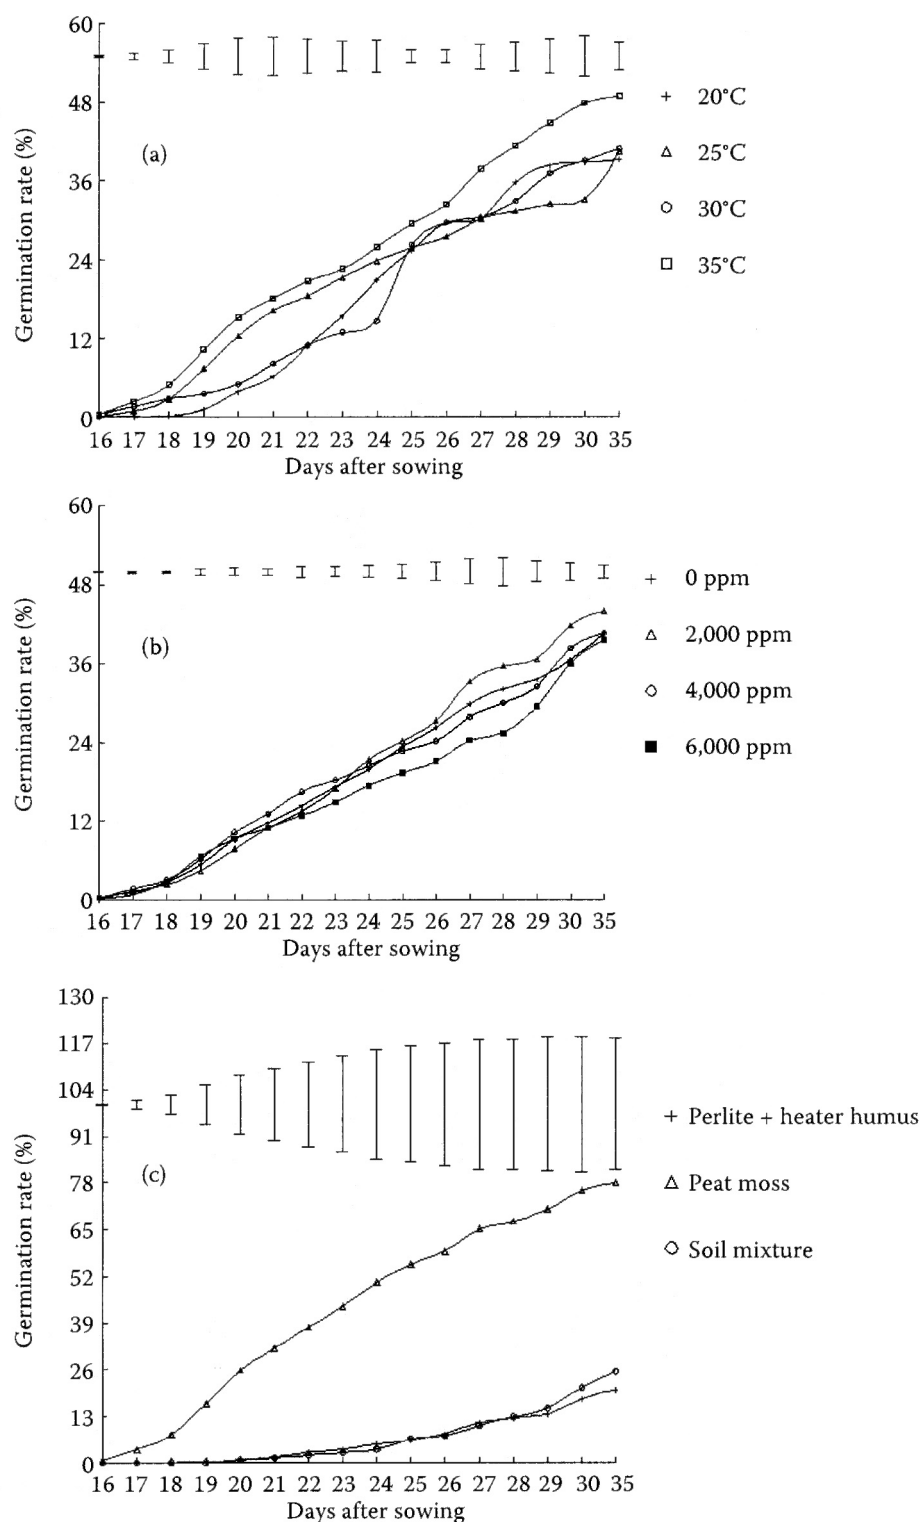 60
48
36
24
12
0
Germination rate (%)
(a)
20°C
25°C
30°C
35°C
16 17 18 19 20 21 22 23 24 25 26 27 28 29 30 35
Days after sowing
60
48
36
24
12
0
Germination rate (%)
(b)
0 ppm
2,000 ppm
4,000 ppm
6,000 ppm
16 17 18 19 20 21 22 23 24 25 26 27 28 29 30 35
Days after sowing
130
117
104
91
78
65
52
39
26
13
0
Germination rate (%)
(c)
Perlite + heater humus
Peat moss
Soil mixture
16 17 18 19 20 21 22 23 24 25 26 27 28 29 30 35
Days after sowing